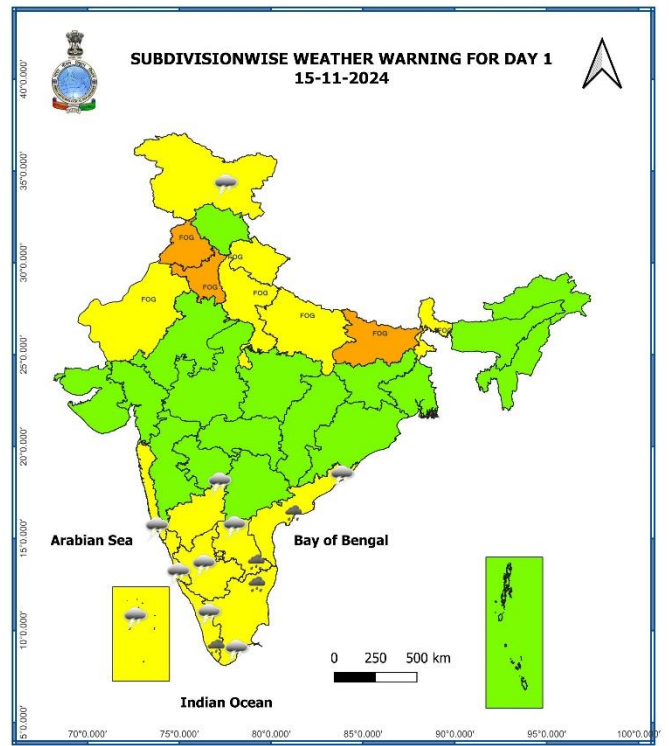 SUBDIVISIONWISE WEATHER WARNING FOR DAY 1
15-11-2024
40°0.000'
35°0.000'
30°0.000'
25°0.000'
20°0.000'
15°0.000'
10°0.000'
5°0.000'
FOG
FOG
FOG
FOG
FOG
FOG
FOG
FOG
Arabian Sea
Bay of Bengal
0 250 500 km
Indian Ocean
70°0.000' 75°0.000' 80°0.000' 85°0.000' 90°0.000' 95°0.000' 100°0.000'